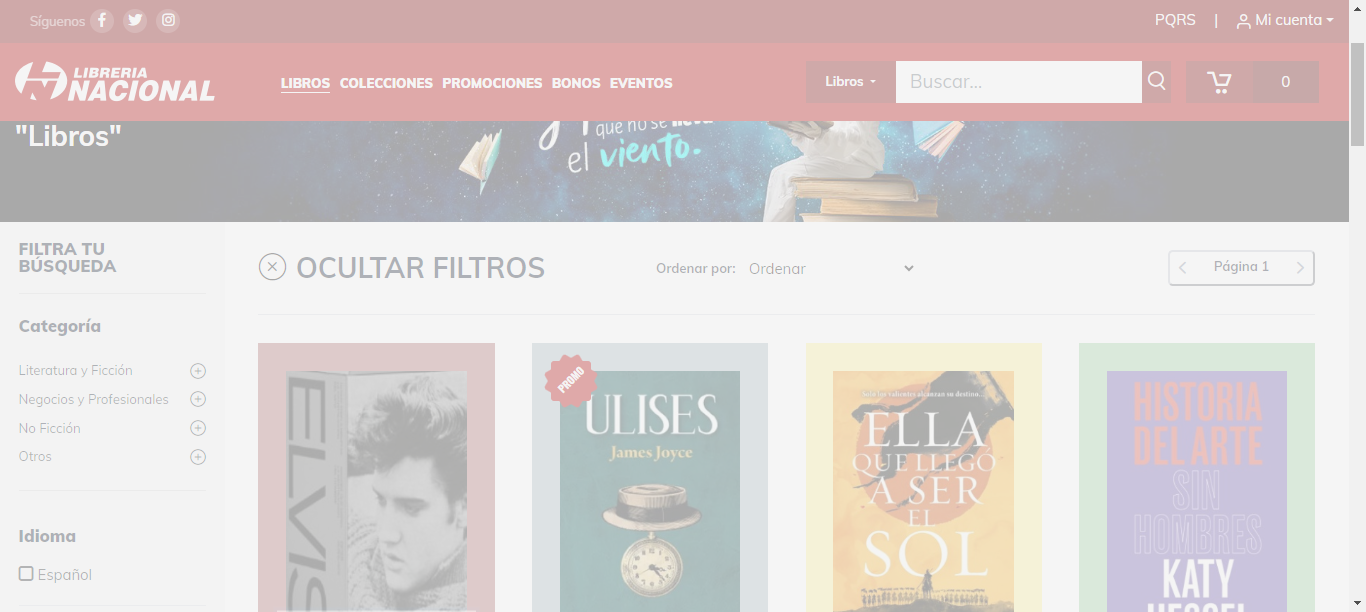 Síguenos
PQRS | Mi cuenta
LIBRERIA
NACIONAL
LIBROS COLECCIONES PROMOCIONES BONOS EVENTOS
Libros
Buscar...
0
"Libros"
que no se lleva
el viento.
FILTRA TU
BÚSQUEDA
OCULTAR FILTROS
Ordenar por: Ordenar
Página 1
Categoría
Literatura y Ficción
Negocios y Profesionales
No Ficción
Otros
Idioma
Español
ELVIS
PROMO
ULISES
James Joyce
Solo los valientes alcanzan su destino...
ELLA
QUE LLEGÓ
A SER
EL
SOL
HISTORIA
DEL ARTE
SIN
HOMBRES
KATY
HESSEL